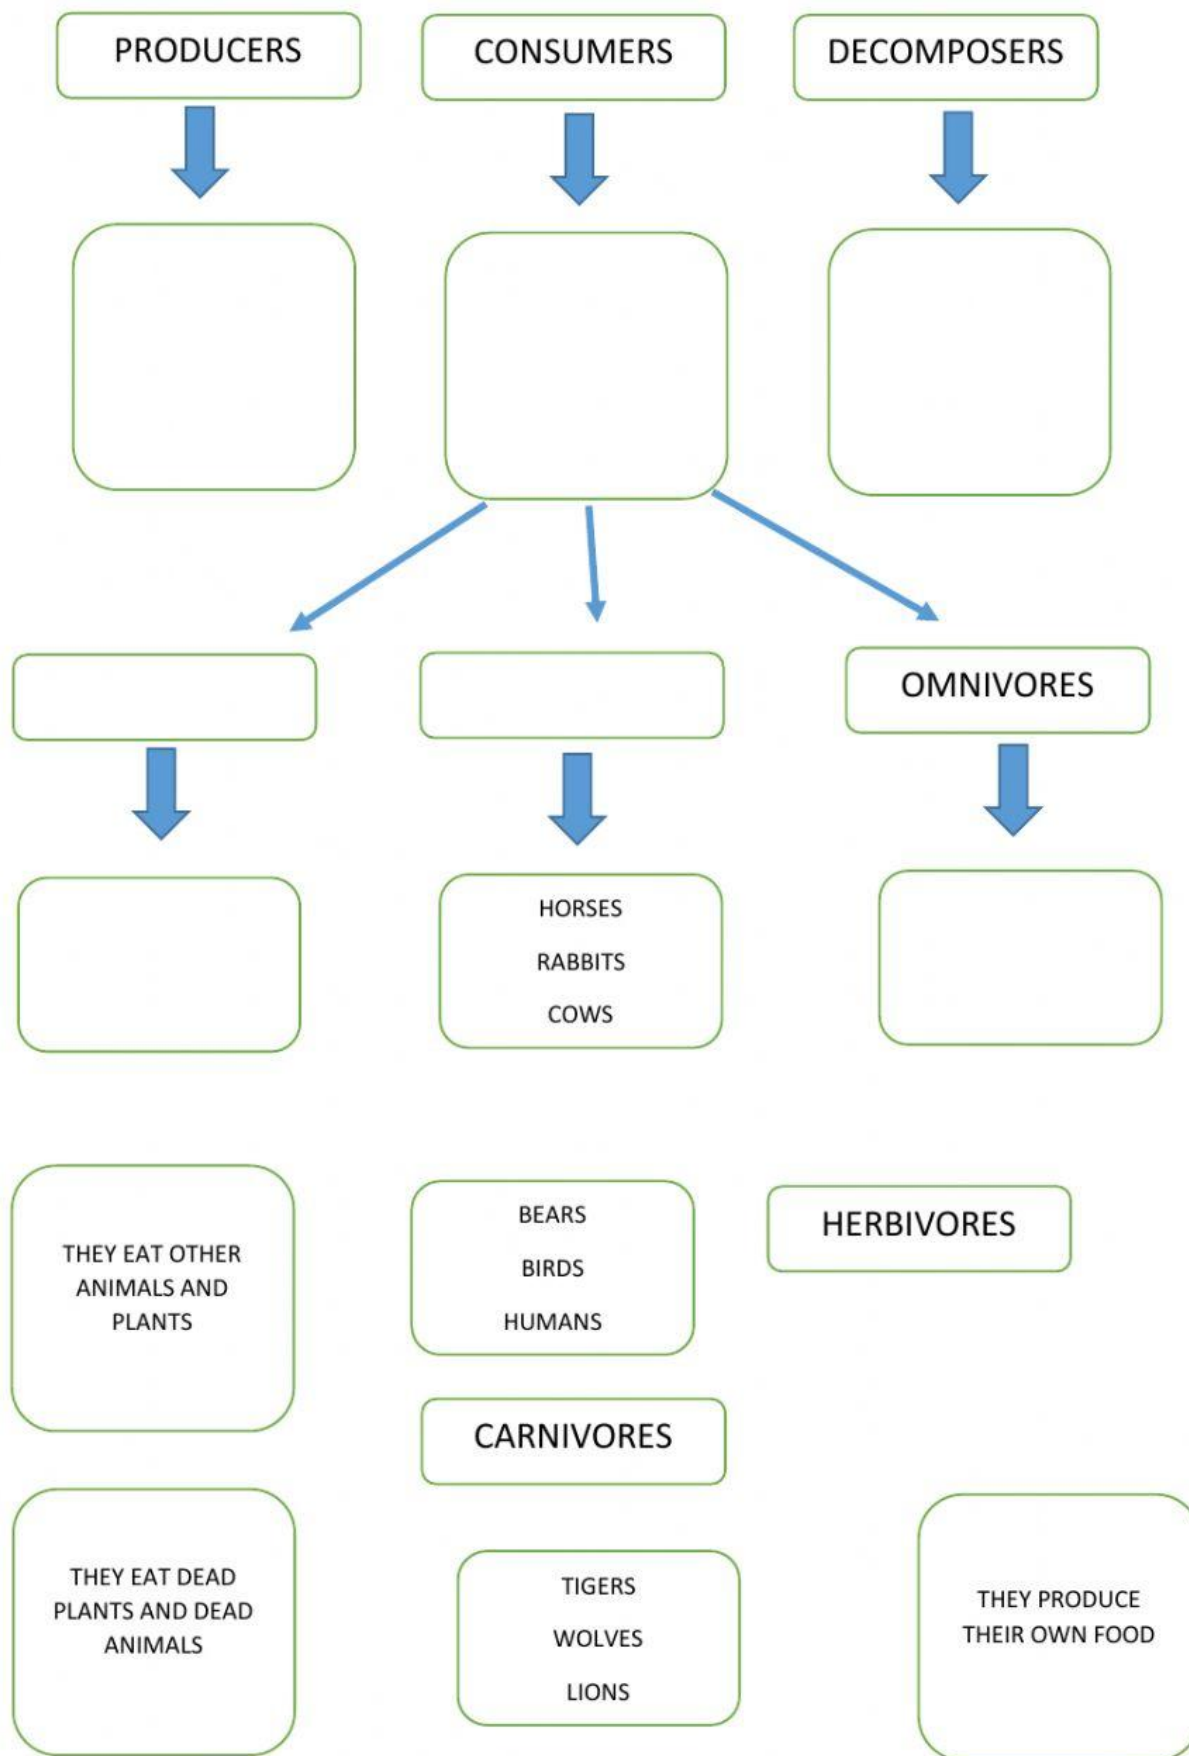 PRODUCERS
CONSUMERS
DECOMPOSERS
OMNIVORES
HORSES
RABBITS
COWS
THEY EAT OTHER
ANIMALS AND
PLANTS
BEARS
BIRDS
HUMANS
HERBIVORES
CARNIVORES
THEY EAT DEAD
PLANTS AND DEAD
ANIMALS
TIGERS
WOLVES
LIONS
THEY PRODUCE
THEIR OWN FOOD